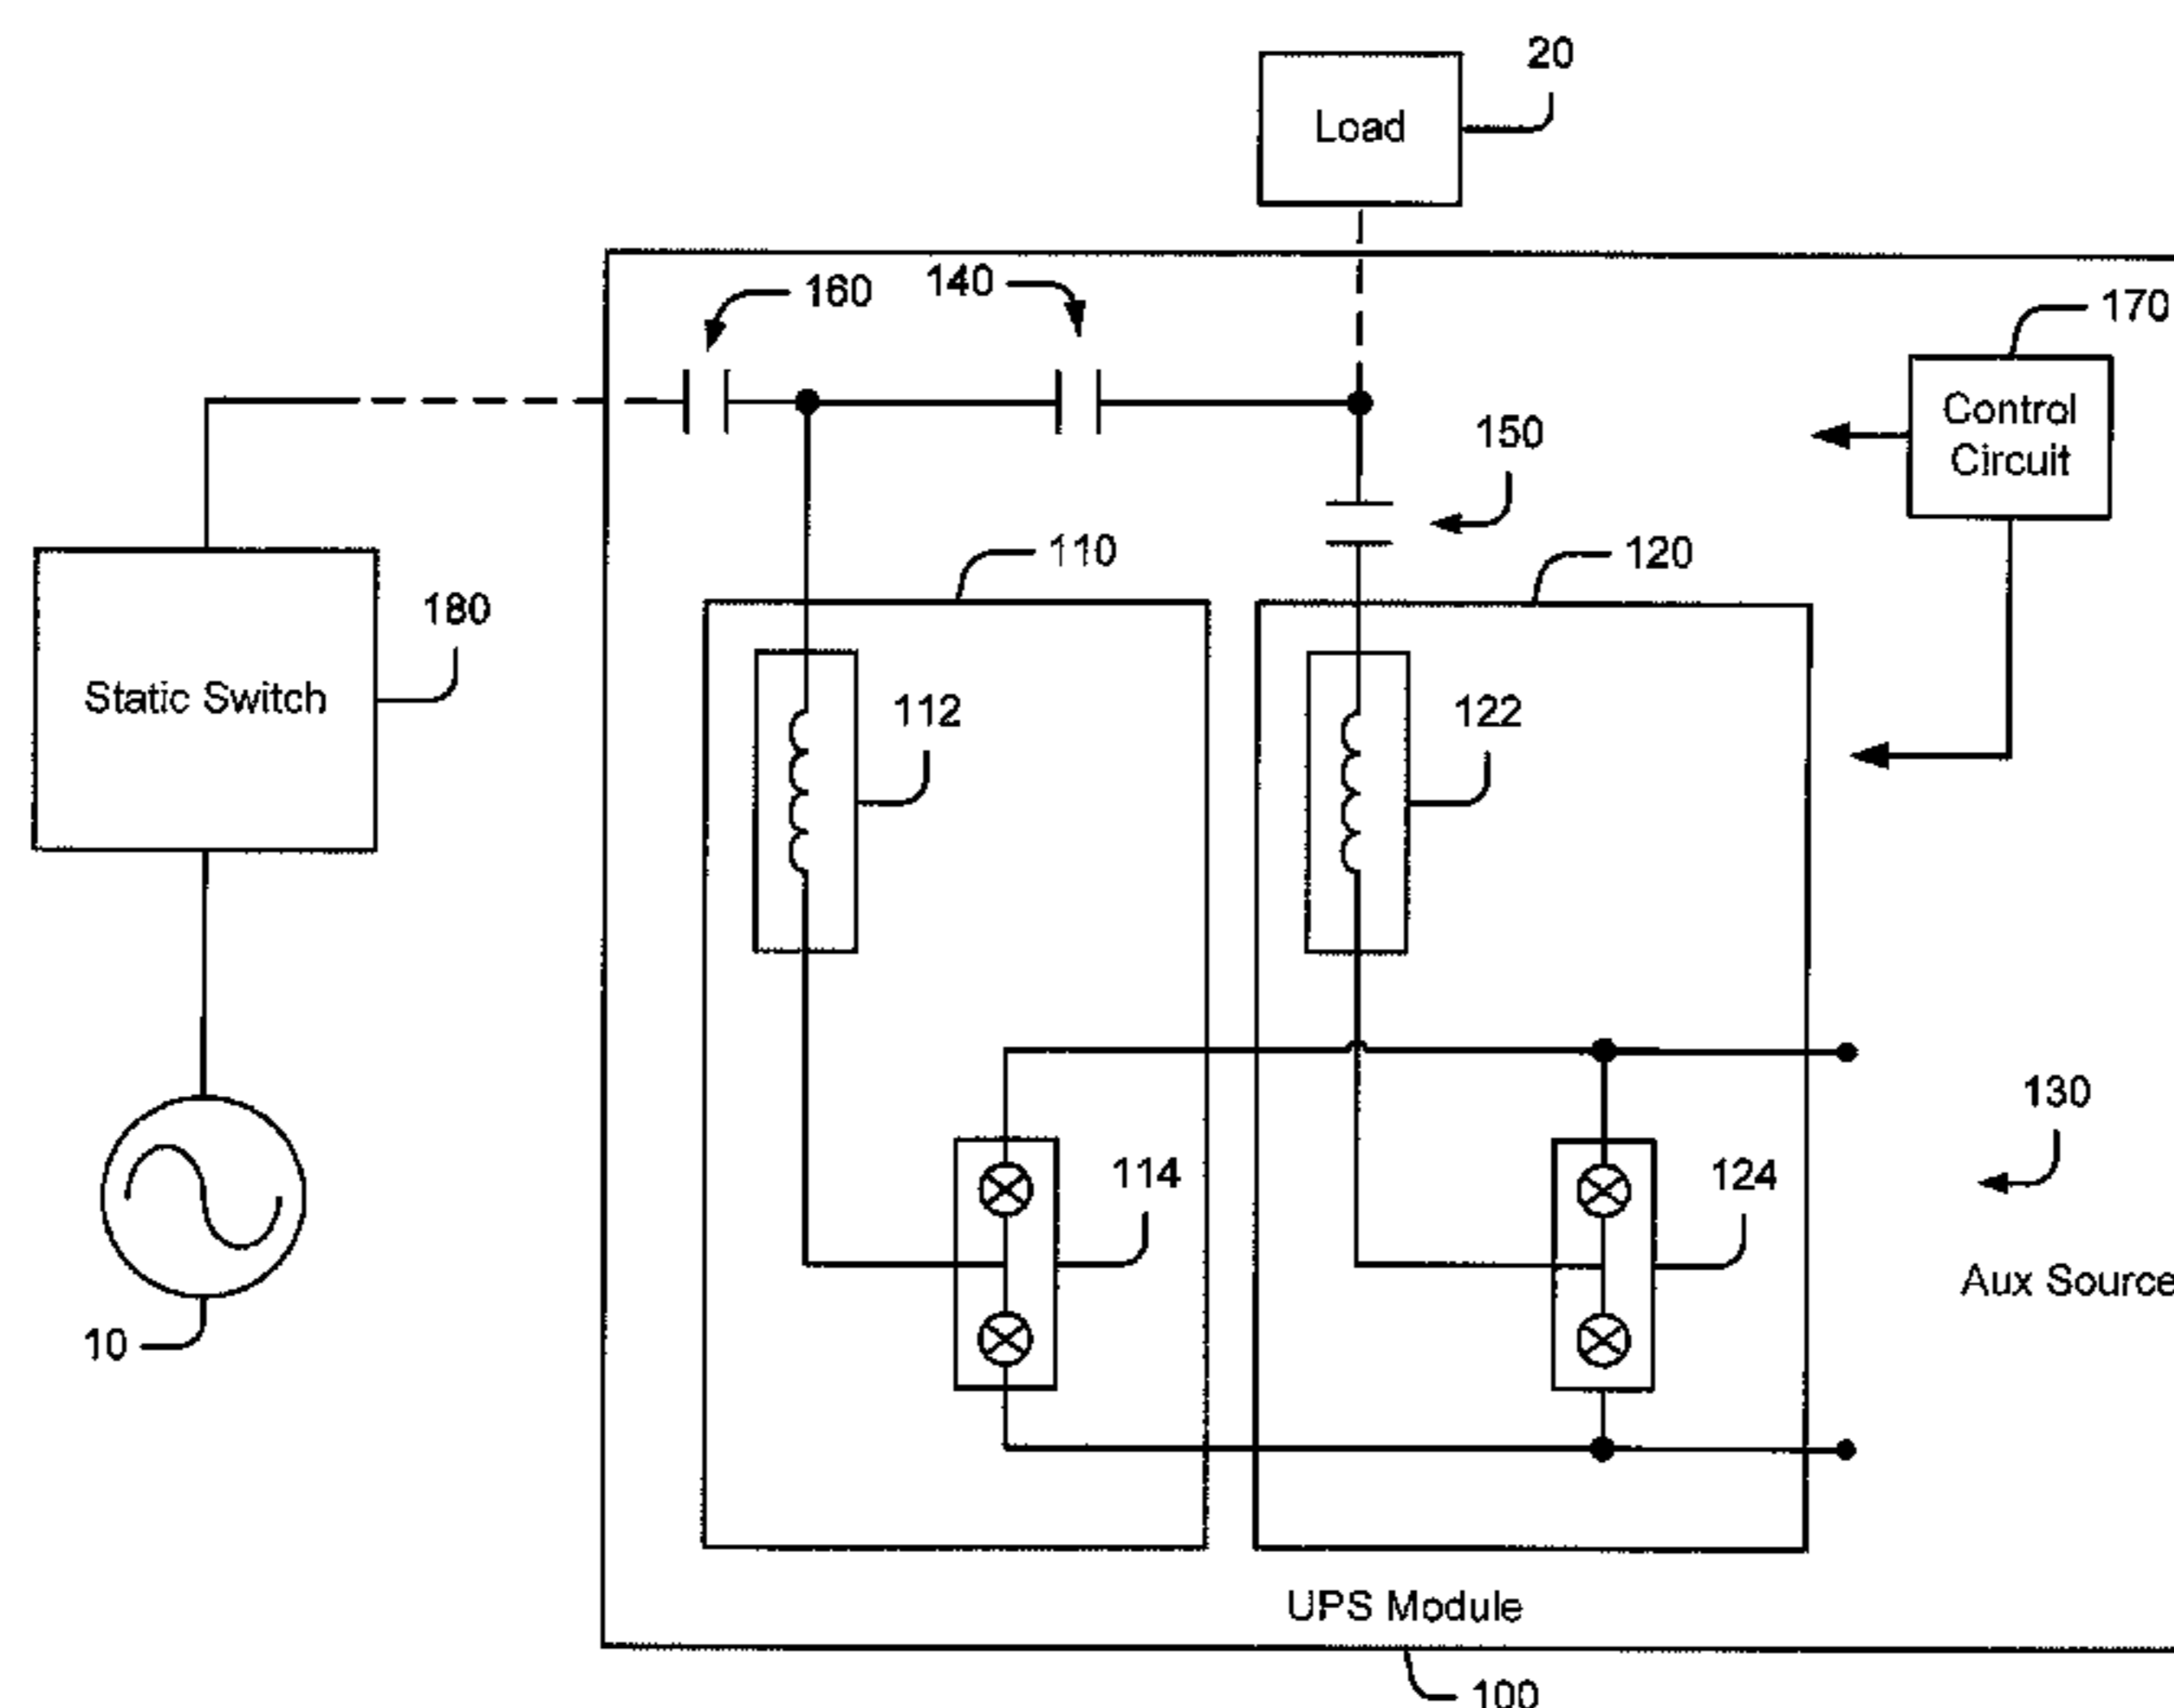 20
Load
160
140
170
Control
Circuit
150
110
120
180
Static Switch
112
122
130
114
124
Aux Source
10
UPS Module
100